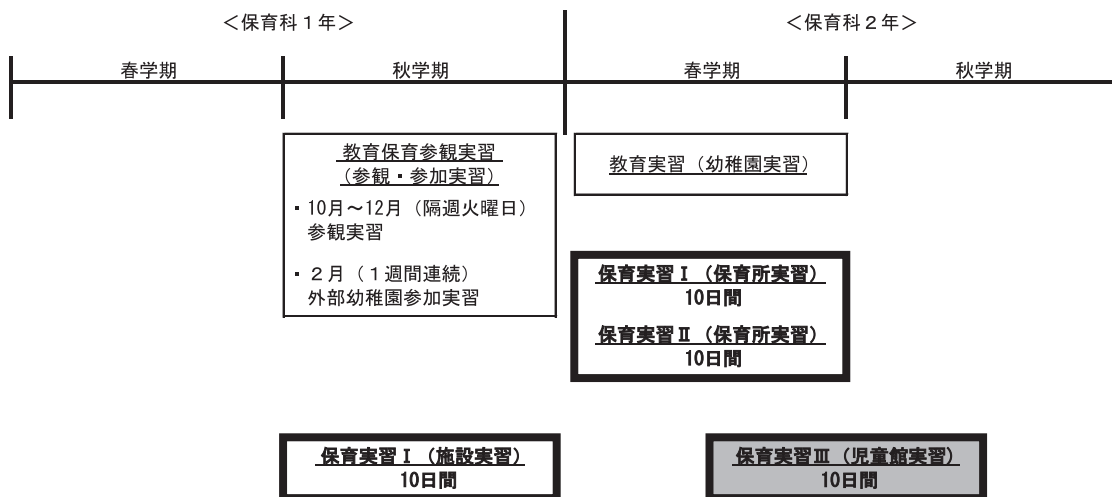 ＜保育科１年＞
＜保育科２年＞
春学期
秋学期
春学期
秋学期
教育保育参観実習
（参観・参加実習）
・10月～12月（隔週火曜日）
参観実習
・２月（１週間連続）
外部幼稚園参加実習
教育実習（幼稚園実習）
保育実習Ⅰ（保育所実習）
10日間
保育実習Ⅱ（保育所実習）
10日間
保育実習Ⅰ（施設実習）
10日間
保育実習Ⅲ（児童館実習）
10日間